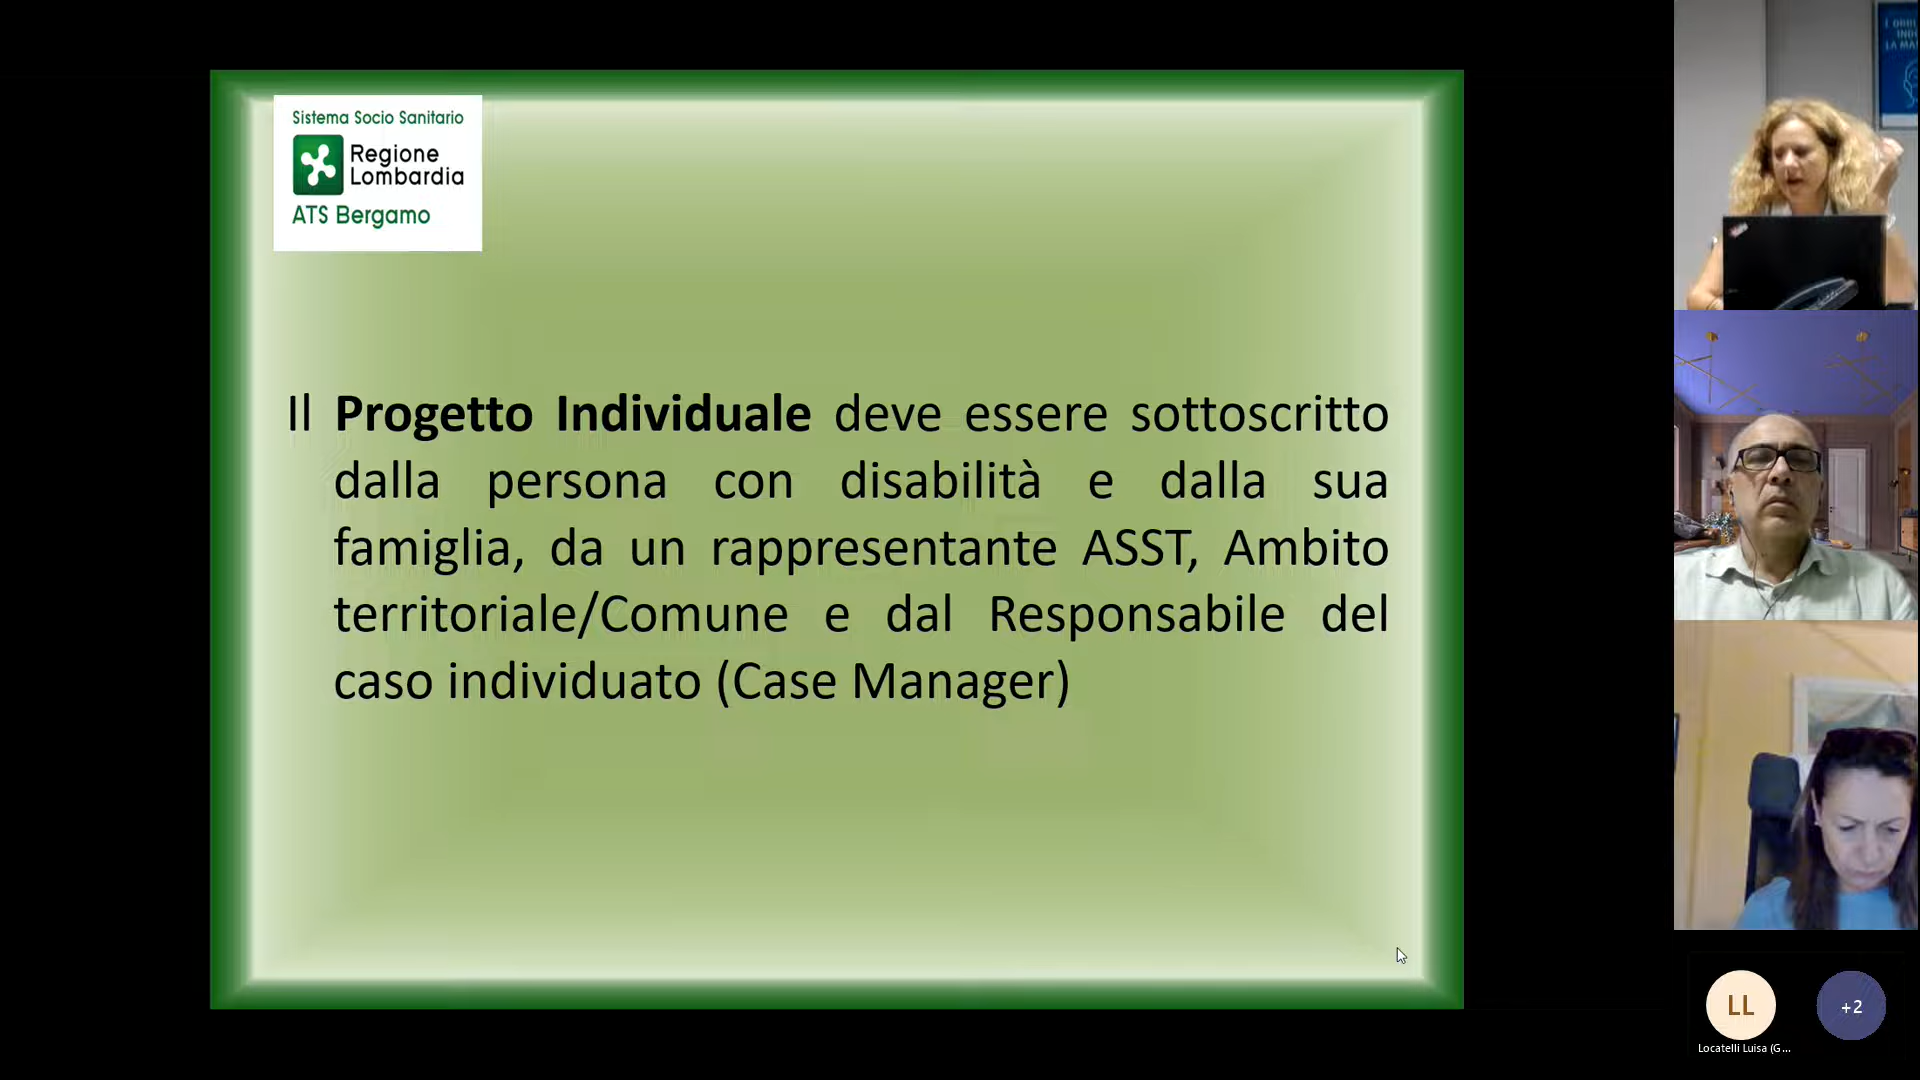 Sistema Socio Sanitario
Regione
Lombardia
ATS Bergamo
Il Progetto Individuale deve essere sottoscritto
dalla persona con disabilità e dalla sua
famiglia, da un rappresentante ASST, Ambito
territoriale/Comune e dal Responsabile del
caso individuato (Case Manager)
LL
+2
Locatelli Luisa (G...